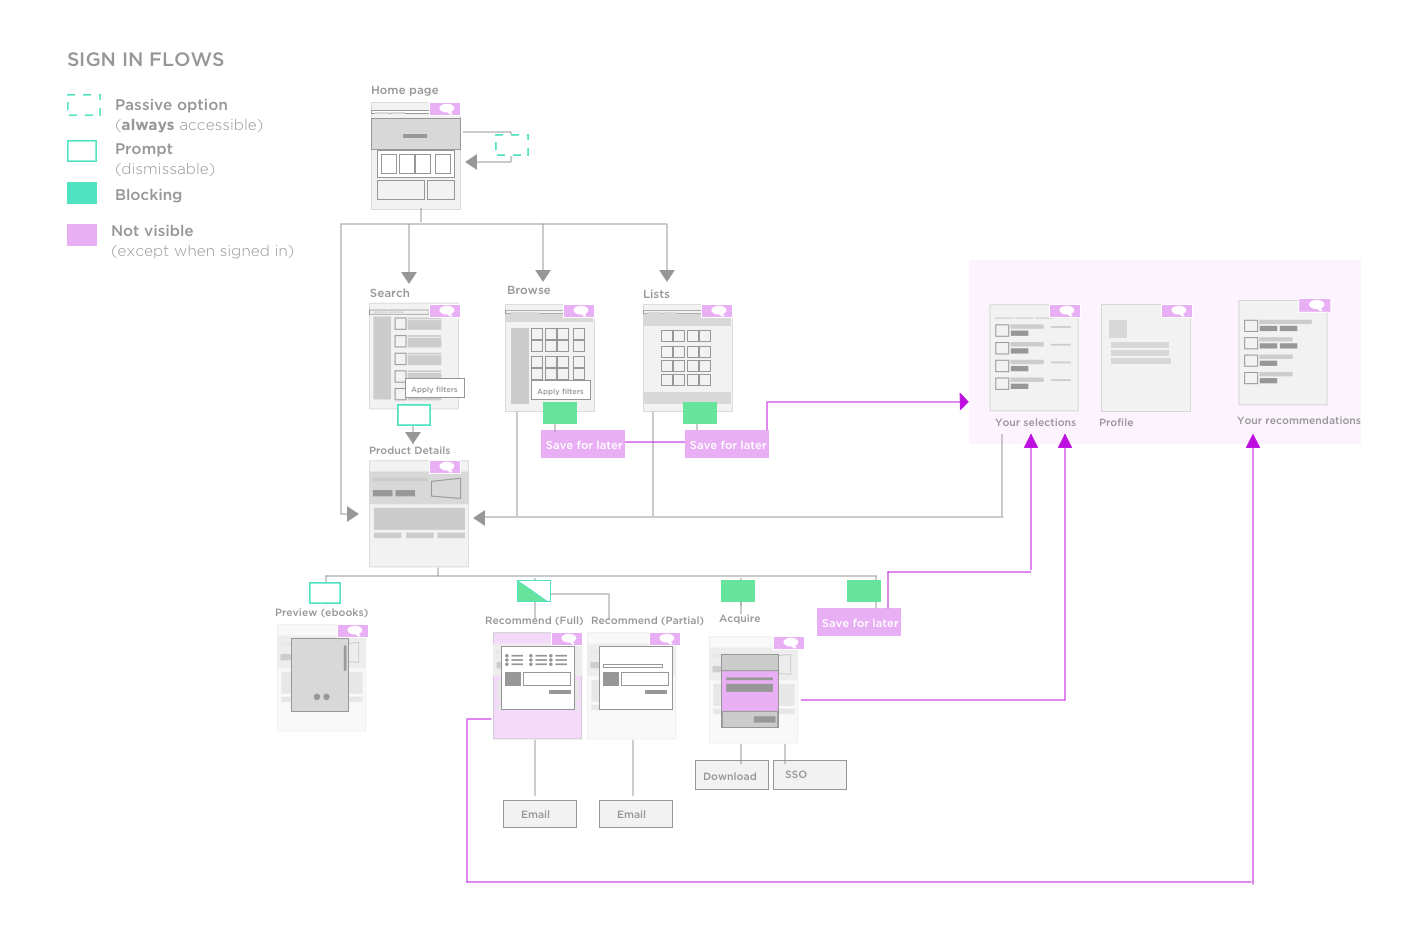 SIGN IN FLOWS
Passive option
(always accessible)
Prompt
(dismissable)
Blocking
Not visible
(except when signed in)
Home page
Search
Browse
Lists
Apply filters
Apply filters
Save for later
Save for later
Your selections
Profile
Your recommendations
Product Details
Preview (ebooks)
Recommend (Full)
Recommend (Partial)
Acquire
Save for later
Download
SSO
Email
Email